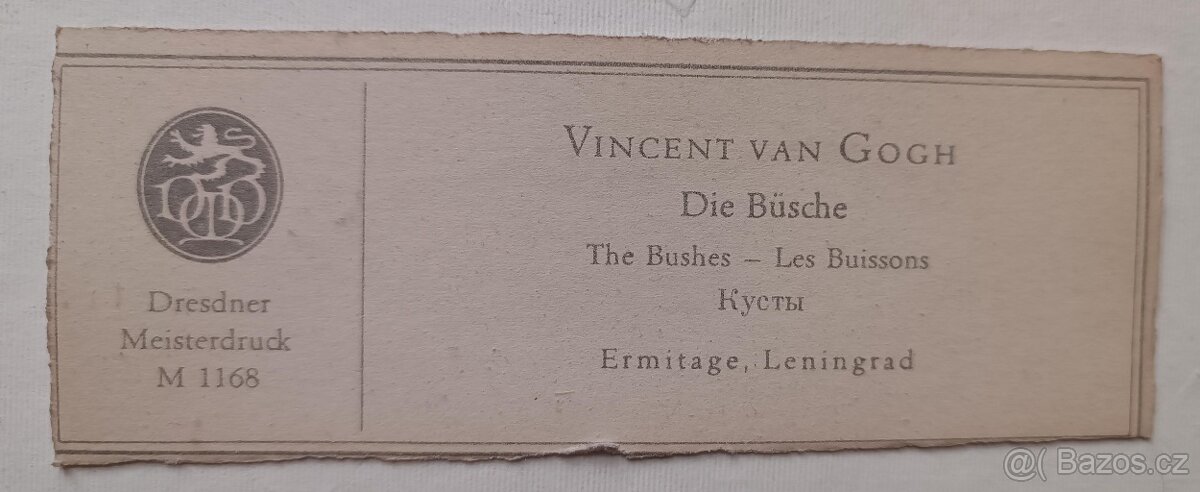 Dresdner
Meisterdruck
M 1168
VINCENT VAN GOGH
Die Büsche
The Bushes – Les Buissons
Кусты
Ermitage, Leningrad
@( Bazos.cz